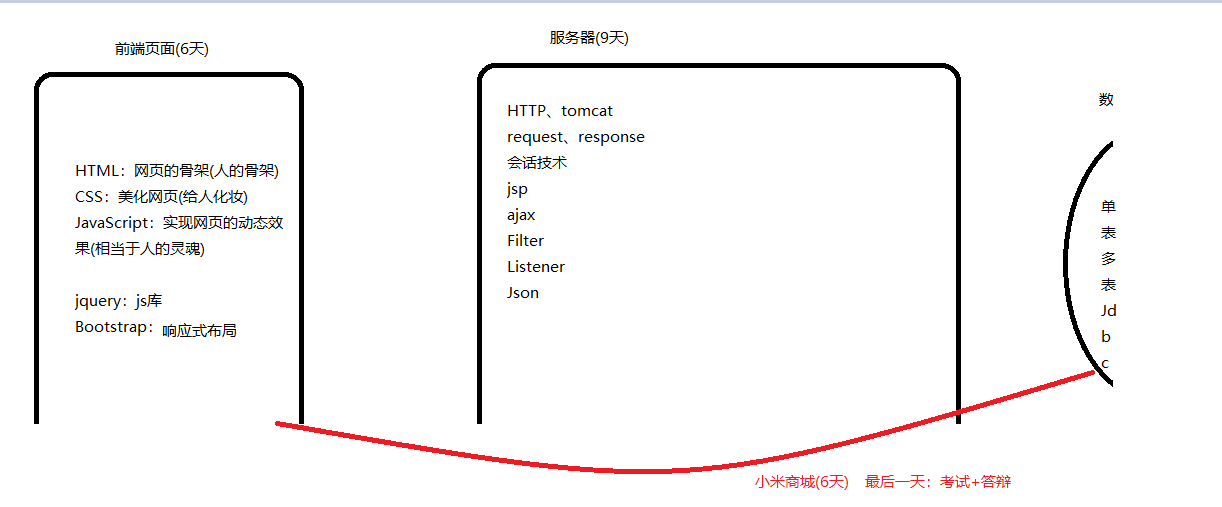 前端页面(6天)
HTML：网页的骨架(人的骨架)
CSS：美化网页(给人化妆)
JavaScript：实现网页的动态效
果(相当于人的灵魂)
jquery：js库
Bootstrap：响应式布局
服务器(9天)
HTTP、tomcat
request、response
会话技术
jsp
ajax
Filter
Listener
Json
数
单
表
多
表
Jd
b
c
小米商城(6天) 最后一天：考试+答辩